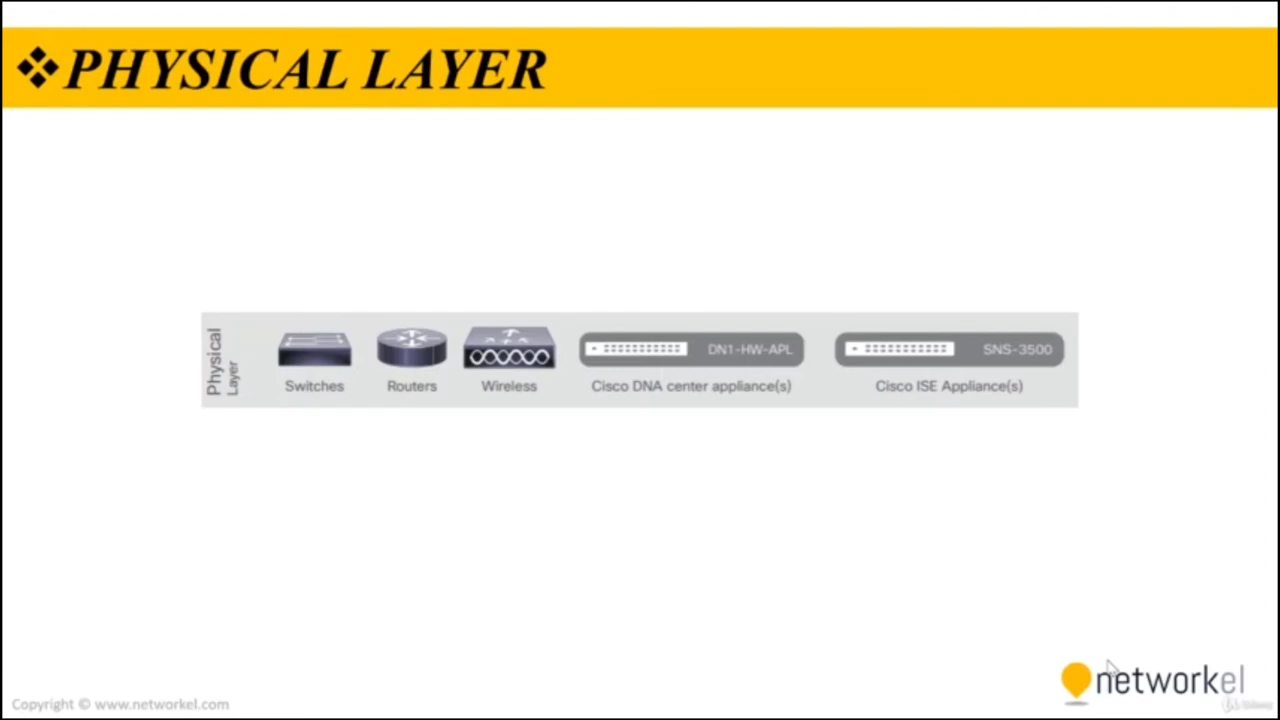 ❖PHYSICAL LAYER
Physical
Layer
DN1-HW-APL
SNS-3500
Switches
Routers
Wireless
Cisco DNA center appliance(s)
Cisco ISE Appliance(s)
networkel
Copyright © www.networkel.com